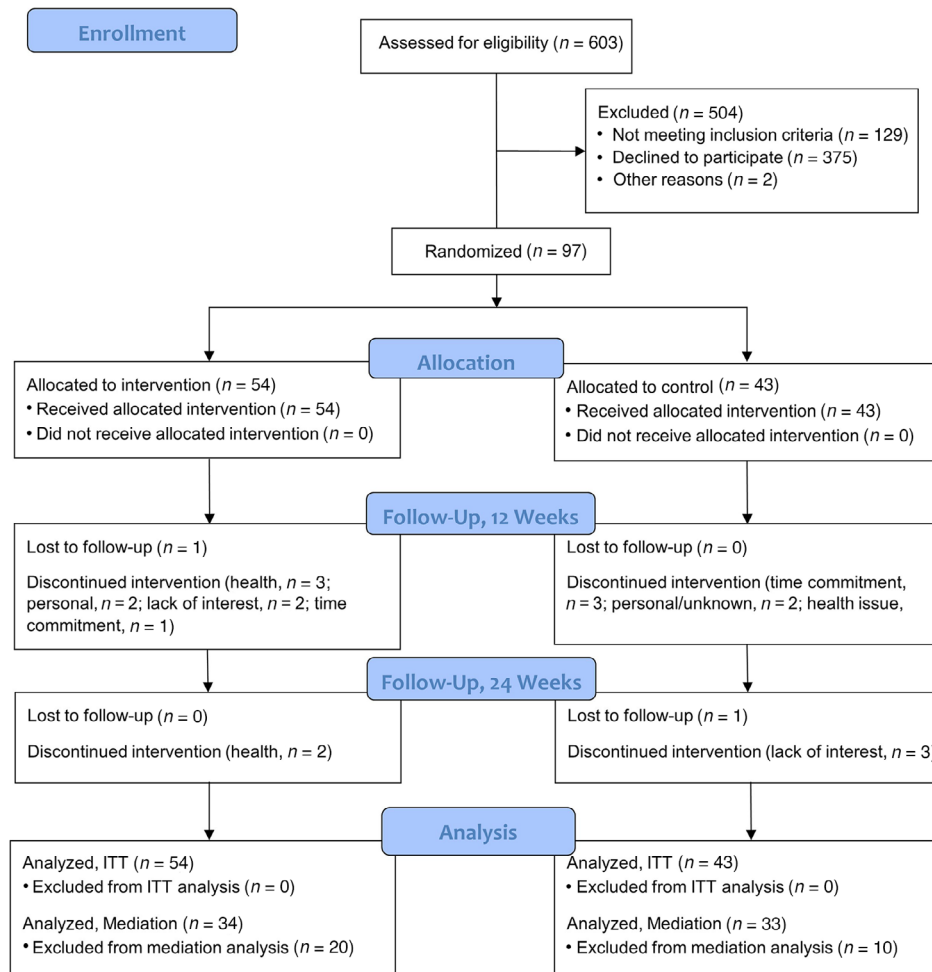 Enrollment
Assessed for eligibility (n = 603)
Excluded (n = 504)
• Not meeting inclusion criteria (n = 129)
• Declined to participate (n = 375)
• Other reasons (n = 2)
Randomized (n = 97)
Allocation
Allocated to intervention (n = 54)
• Received allocated intervention (n = 54)
• Did not receive allocated intervention (n = 0)
Allocated to control (n = 43)
• Received allocated intervention (n = 43)
• Did not receive allocated intervention (n = 0)
Follow-Up, 12 Weeks
Lost to follow-up (n = 1)
Discontinued intervention (health, n = 3;
personal, n = 2; lack of interest, n = 2; time
commitment, n = 1)
Lost to follow-up (n = 0)
Discontinued intervention (time commitment,
n = 3; personal/unknown, n = 2; health issue,
Follow-Up, 24 Weeks
Lost to follow-up (n = 0)
Discontinued intervention (health, n = 2)
Lost to follow-up (n = 1)
Discontinued intervention (lack of interest, n = 3)
Analysis
Analyzed, ITT (n = 54)
• Excluded from ITT analysis (n = 0)
Analyzed, Mediation (n = 34)
• Excluded from mediation analysis (n = 20)
Analyzed, ITT (n = 43)
• Excluded from ITT analysis (n = 0)
Analyzed, Mediation (n = 33)
• Excluded from mediation analysis (n = 10)